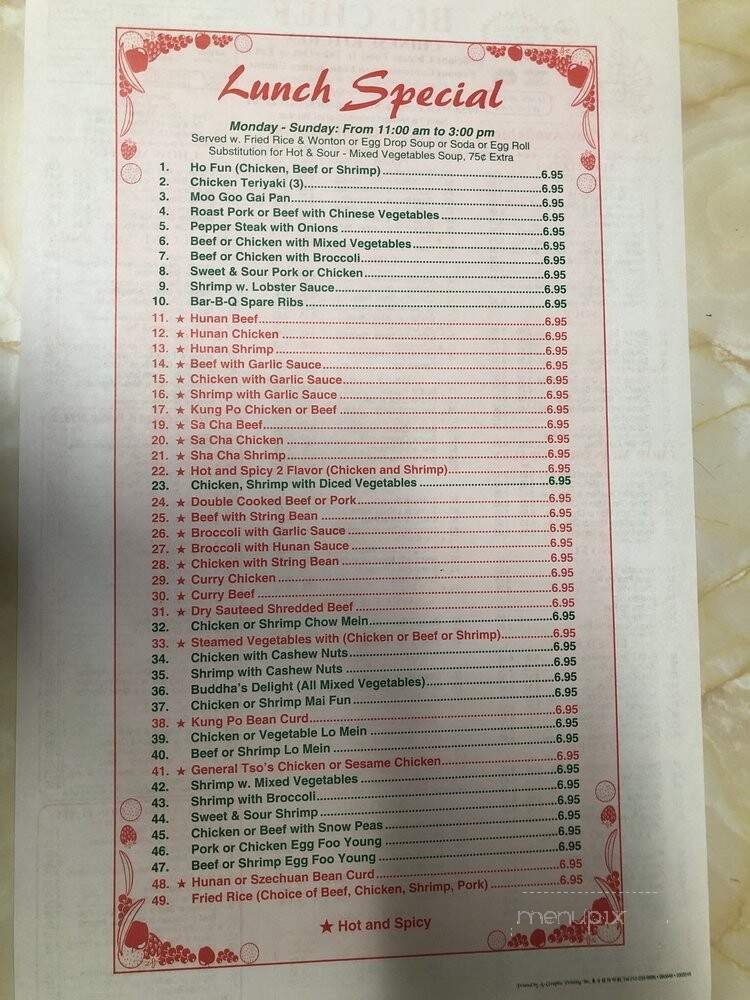 Lunch Special
Monday - Sunday: From 11:00 am to 3:00 pm
Served w. Fried Rice & Wonton or Egg Drop Soup or Soda or Egg Roll
Substitution for Hot & Sour - Mixed Vegetables Soup, 75¢ Extra
1. Ho Fun (Chicken, Beef or Shrimp) 6.95
2. Chicken Teriyaki (3) 6.95
3. Moo Goo Gai Pan 6.95
4. Roast Pork or Beef with Chinese Vegetables 6.95
5. Pepper Steak with Onions 6.95
6. Beef or Chicken with Mixed Vegetables 6.95
7. Beef or Chicken with Broccoli 6.95
8. Sweet & Sour Pork or Chicken 6.95
9. Shrimp w. Lobster Sauce 6.95
10. Bar-B-Q Spare Ribs 6.95
11. ★ Hunan Beef 6.95
12. ★ Hunan Chicken 6.95
13. ★ Hunan Shrimp 6.95
14. ★ Beef with Garlic Sauce 6.95
15. ★ Chicken with Garlic Sauce 6.95
16. ★ Shrimp with Garlic Sauce 6.95
17. ★ Kung Po Chicken or Beef 6.95
19. ★ Sa Cha Beef 6.95
20. ★ Sa Cha Chicken 6.95
21. ★ Sha Cha Shrimp 6.95
22. ★ Hot and Spicy 2 Flavor (Chicken and Shrimp) 6.95
23. Chicken, Shrimp with Diced Vegetables 6.95
24. ★ Double Cooked Beef or Pork 6.95
25. ★ Beef with String Bean 6.95
26. ★ Broccoli with Garlic Sauce 6.95
27. ★ Broccoli with Hunan Sauce 6.95
28. ★ Chicken with String Bean 6.95
29. ★ Curry Chicken 6.95
30. ★ Curry Beef 6.95
31. ★ Dry Sauteed Shredded Beef 6.95
32. Chicken or Shrimp Chow Mein 6.95
33. ★ Steamed Vegetables with (Chicken or Beef or Shrimp) 6.95
34. Chicken with Cashew Nuts 6.95
35. Shrimp with Cashew Nuts 6.95
36. Buddha's Delight (All Mixed Vegetables) 6.95
37. Chicken or Shrimp Mai Fun 6.95
38. ★ Kung Po Bean Curd 6.95
39. Chicken or Vegetable Lo Mein 6.95
40. Beef or Shrimp Lo Mein 6.95
41. ★ General Tso's Chicken or Sesame Chicken 6.95
42. Shrimp w. Mixed Vegetables 6.95
43. Shrimp with Broccoli 6.95
44. Sweet & Sour Shrimp 6.95
45. Chicken or Beef with Snow Peas 6.95
46. Pork or Chicken Egg Foo Young 6.95
47. Beef or Shrimp Egg Foo Young 6.95
48. ★ Hunan or Szechuan Bean Curd 6.95
49. Fried Rice (Choice of Beef, Chicken, Shrimp, Pork) 6.95
★ Hot and Spicy
menupix